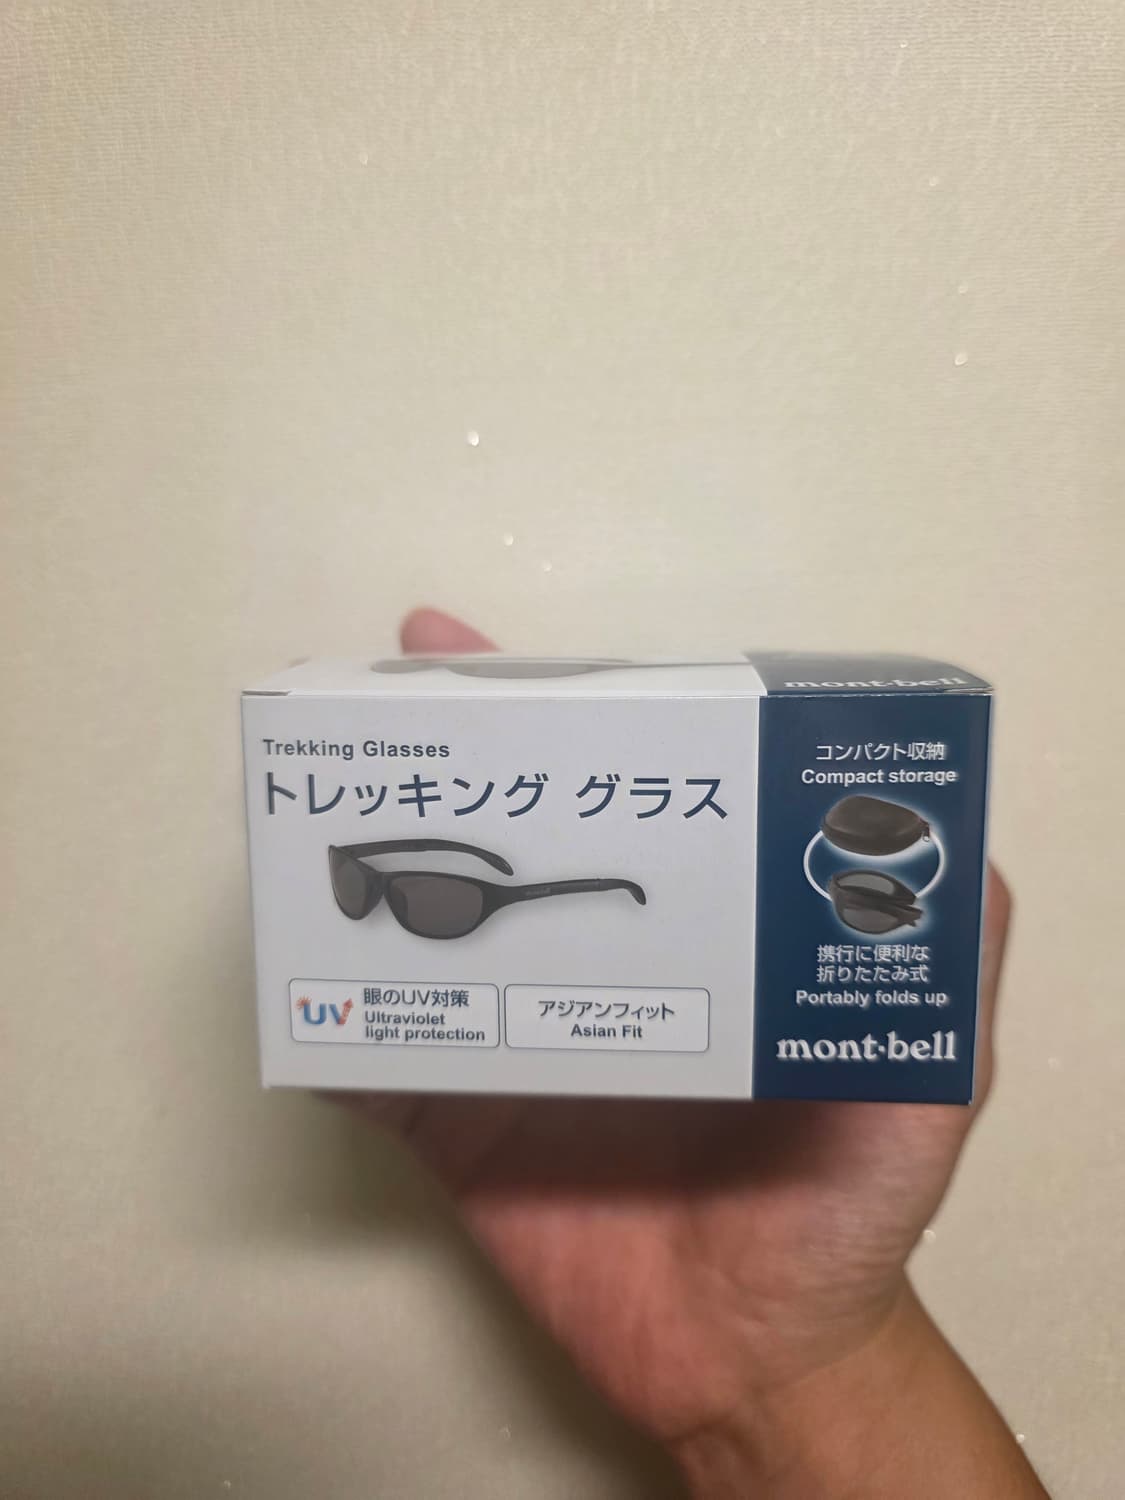 mont-bell
Trekking Glasses
トレッキング グラス
mont-bell
UV
眼のUV対策
Ultraviolet
light protection
アジアンフィット
Asian Fit
コンパクト収納
Compact storage
携行に便利な
折りたたみ式
Portably folds up
mont-bell